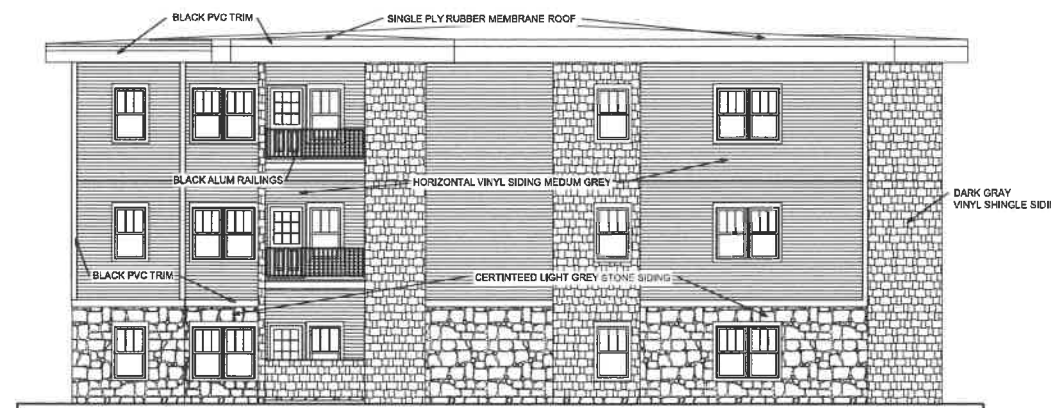 BLACK PVC TRIM
SINGLE PLY RUBBER MEMBRANE ROOF
BLACK ALUM RAILINGS
HORIZONTAL VINYL SIDING MEDUM GREY
DARK GRAY
VINYL SHINGLE SIDI
BLACK PVC TRIM
CERTINTEED LIGHT GREY STONE SIDING